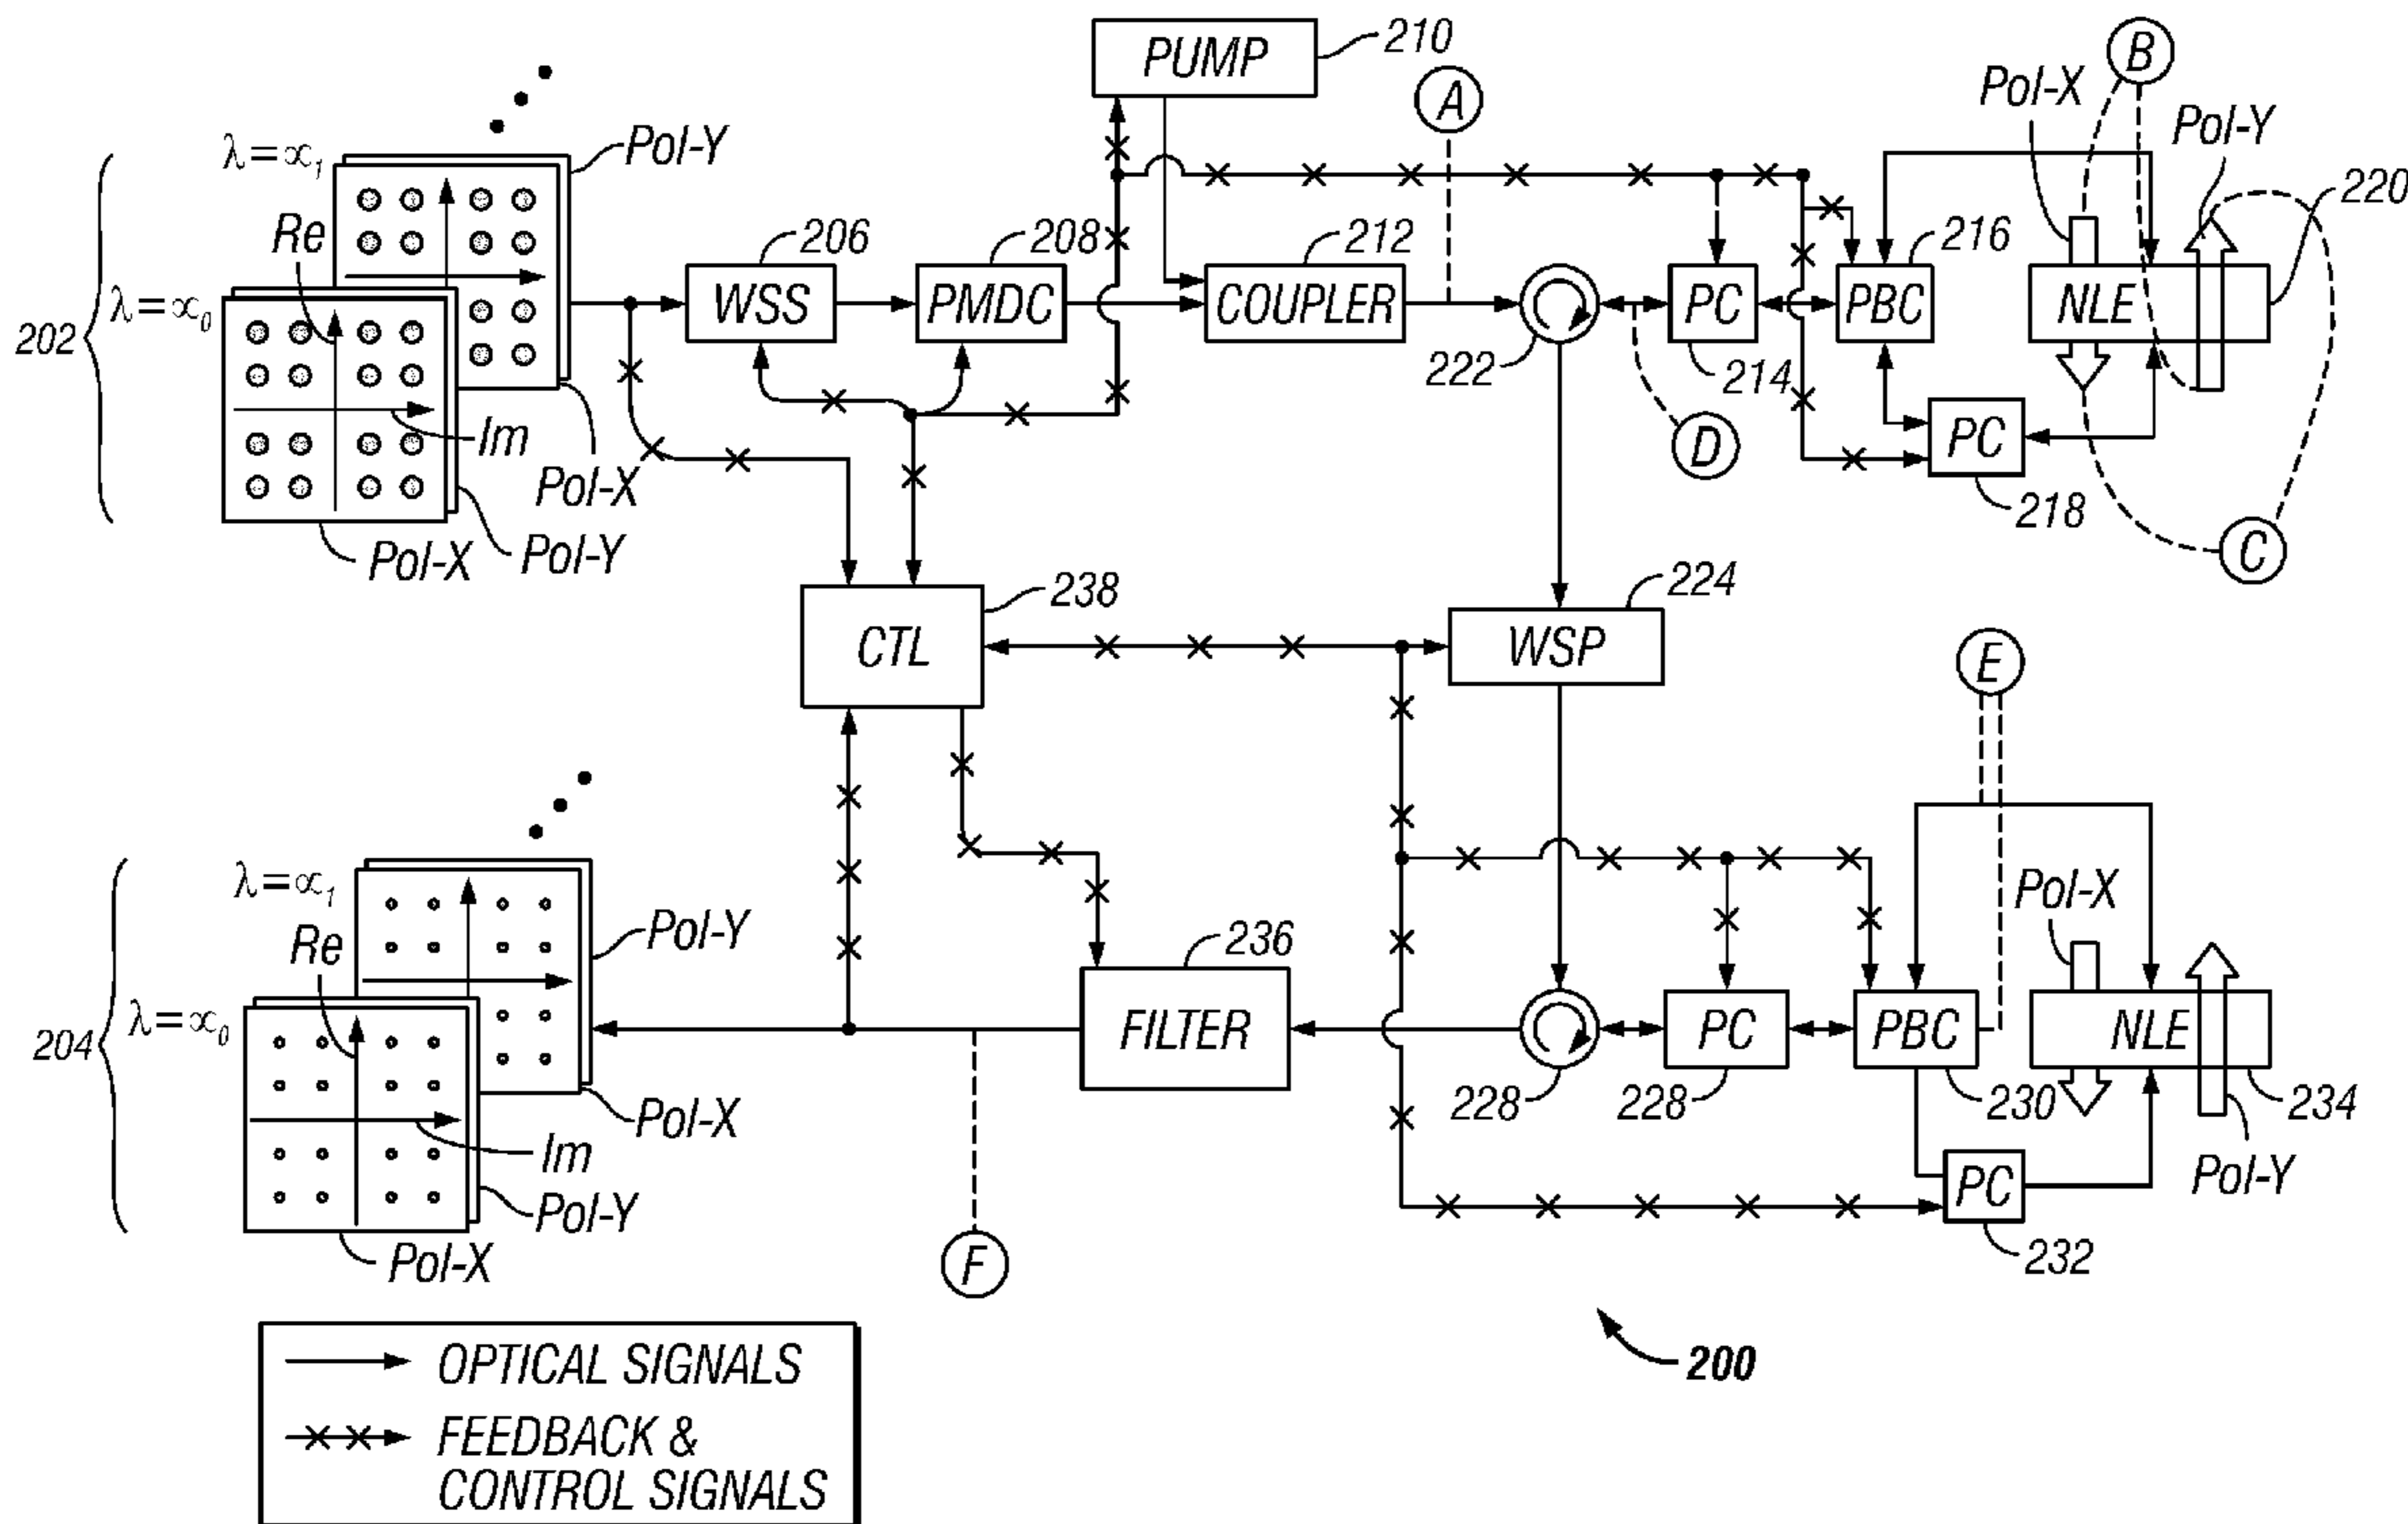 PUMP
210
A
B
Pol-X
Pol-Y
220
λ=∝₁
Pol-Y
Re
202
λ=∝₀
Im
Pol-X
Pol-Y
Pol-X
206
WSS
208
PMDC
212
COUPLER
222
PC
214
216
PBC
NLE
D
PC
218
C
238
CTL
224
WSP
E
204
λ=∝₁
Re
λ=∝₀
Pol-Y
Pol-X
Im
Pol-Y
Pol-X
236
FILTER
F
228
PC
228
PBC
230
Pol-X
NLE
234
Pol-Y
PC
232
200
OPTICAL SIGNALS
FEEDBACK &
CONTROL SIGNALS